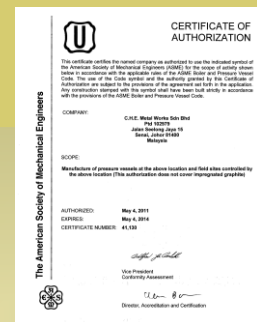 CERTIFICATE OF
AUTHORIZATION
This certificate certifies the named company as authorized to use the indicated symbol of
the American Society of Mechanical Engineers (ASME) for the scope of activity shown
below in accordance with the applicable rules of the ASME Boiler and Pressure Vessel
Code. The use of the Code symbol and the authority granted by this Certificate of
Authorization are subject to the provisions of the agreement set forth in the application.
Any construction stamped with this symbol shall have been built strictly in accordance
with the provisions of the ASME Boiler and Pressure Vessel Code.
COMPANY:
C.H.E. Metal Works Sdn Bhd
Ptd 102979
Jalan Seelong Jaya 15
Senai, Johor 81400
Malaysia
SCOPE:
Manufacture of pressure vessels at the above location and field sites controlled by
the above location (This authorization does not cover impregnated graphite)
AUTHORIZED: May 4, 2011
EXPIRES: May 4, 2014
CERTIFICATE NUMBER: 41,138
Vice President
Conformity Assessment
Director, Accreditation and Certification
The American Society of Mechanical Engineers
U